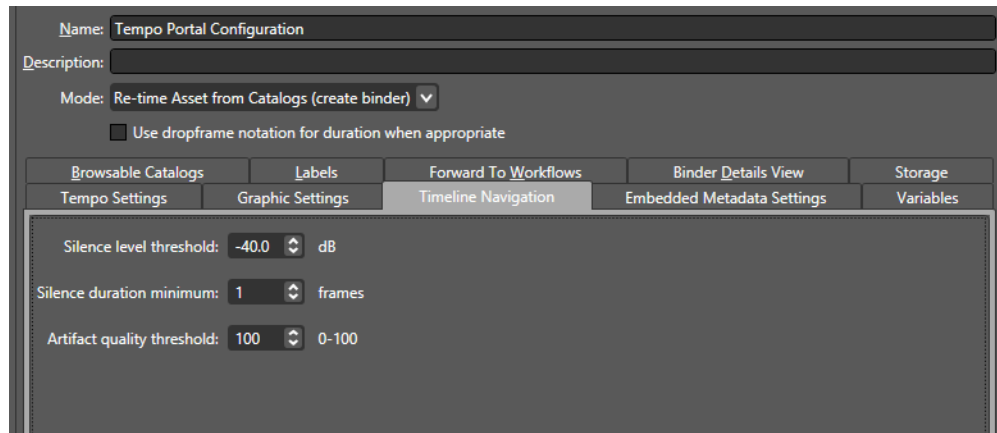 Name: Tempo Portal Configuration
Description:
Mode: Re-time Asset from Catalogs (create binder)
Use dropframe notation for duration when appropriate
Browsable Catalogs Labels Forward To Workflows Binder Details View Storage
Tempo Settings Graphic Settings Timeline Navigation Embedded Metadata Settings Variables
Silence level threshold: -40.0 dB
Silence duration minimum: 1 frames
Artifact quality threshold: 100 0-100